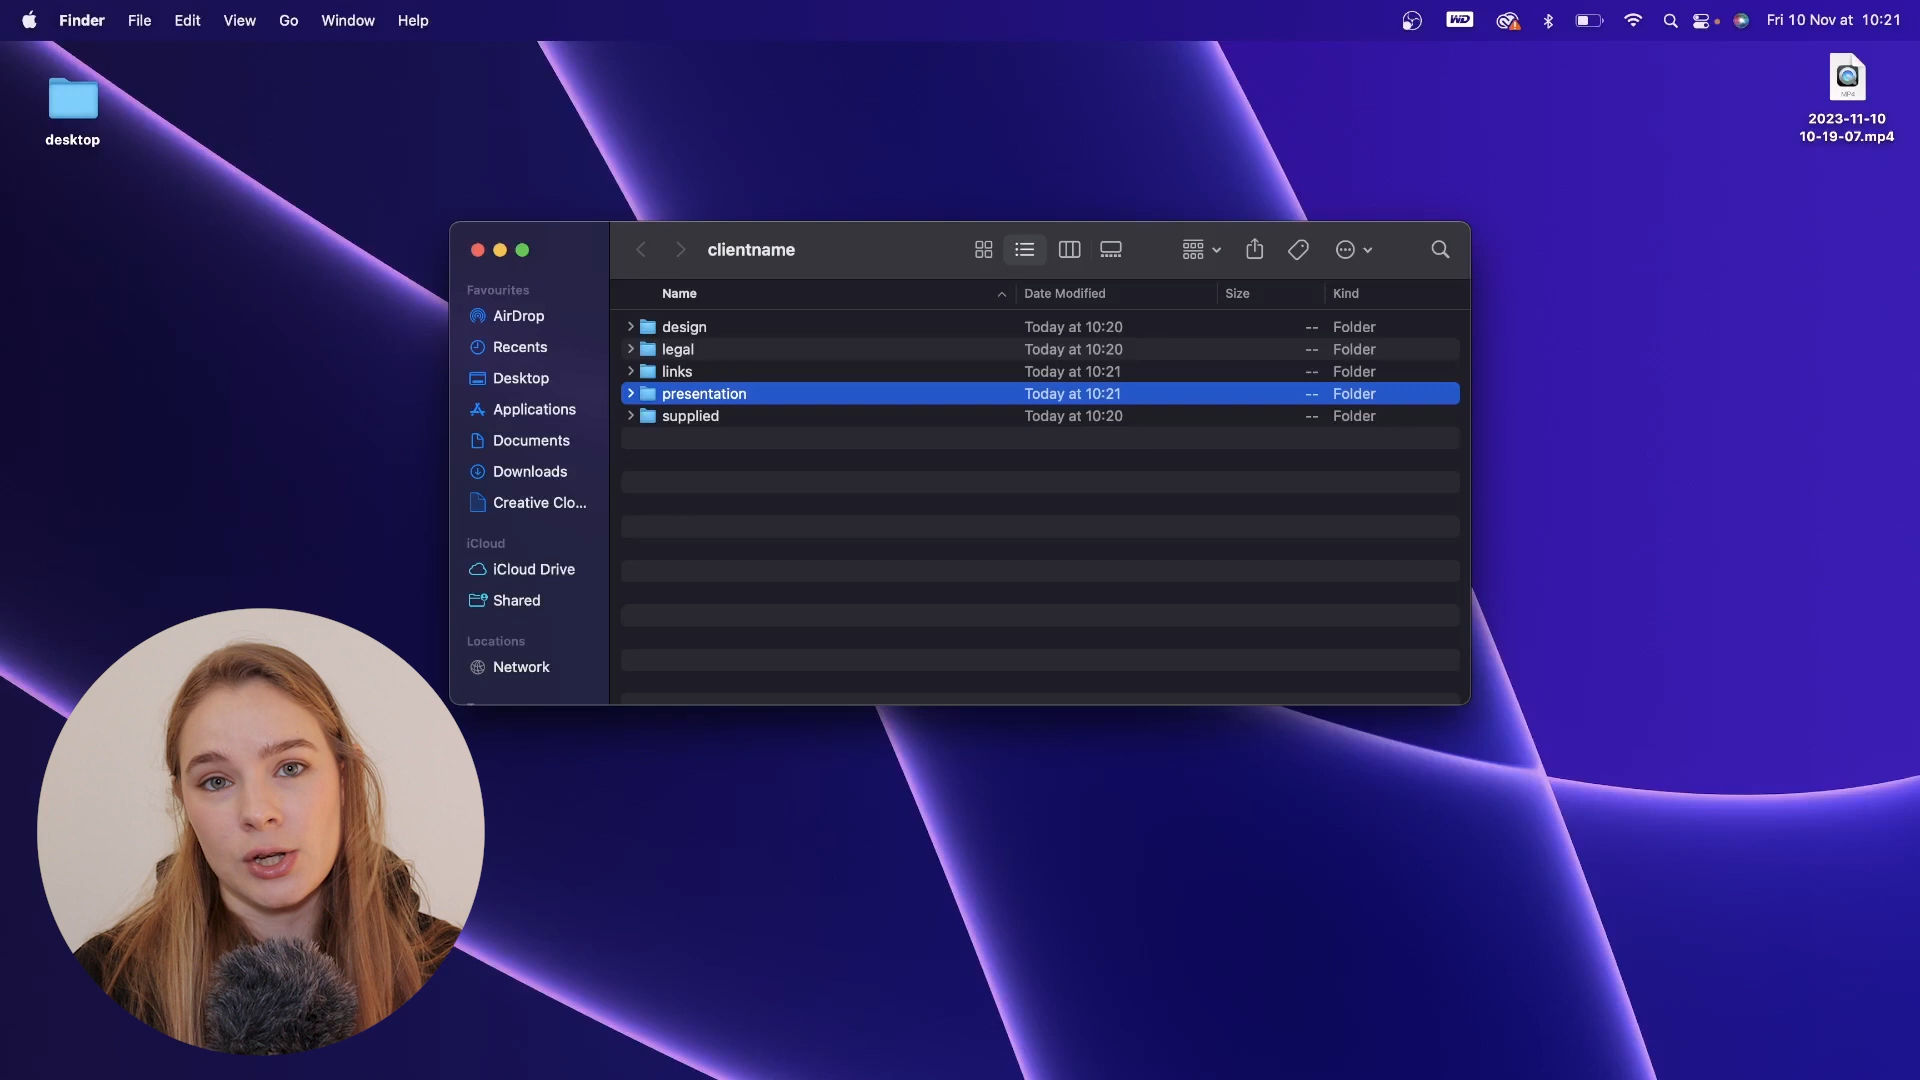 Finder File Edit View Go Window Help
WD
Fri 10 Nov at 10:21
desktop
MP4
2023-11-10
10-19-07.mp4
clientname
Favourites
AirDrop
Recents
Desktop
Applications
Documents
Downloads
Creative Clo...
iCloud
iCloud Drive
Shared
Locations
Network
Name Date Modified Size Kind
design Today at 10:20 -- Folder
legal Today at 10:20 -- Folder
links Today at 10:21 -- Folder
presentation Today at 10:21 -- Folder
supplied Today at 10:20 -- Folder